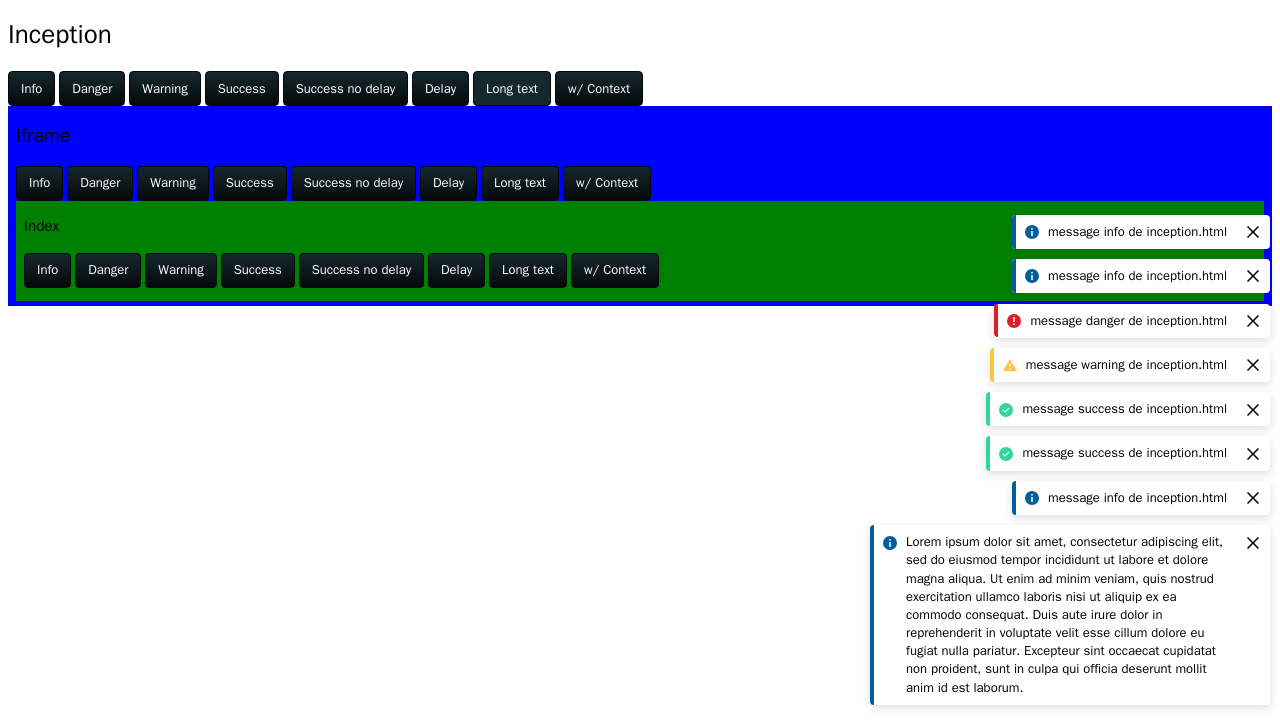 Inception
Info Danger Warning Success Success no delay Delay Long text w/ Context
Iframe
Info Danger Warning Success Success no delay Delay Long text w/ Context
Index
Info Danger Warning Success Success no delay Delay Long text w/ Context
message info de inception.html
message info de inception.html
message danger de inception.html
message warning de inception.html
message success de inception.html
message success de inception.html
message info de inception.html
Lorem ipsum dolor sit amet, consectetur adipiscing elit,
sed do eiusmod tempor incididunt ut labore et dolore
magna aliqua. Ut enim ad minim veniam, quis nostrud
exercitation ullamco laboris nisi ut aliquip ex ea
commodo consequat. Duis aute irure dolor in
reprehenderit in voluptate velit esse cillum dolore eu
fugiat nulla pariatur. Excepteur sint occaecat cupidatat
non proident, sunt in culpa qui officia deserunt mollit
anim id est laborum.